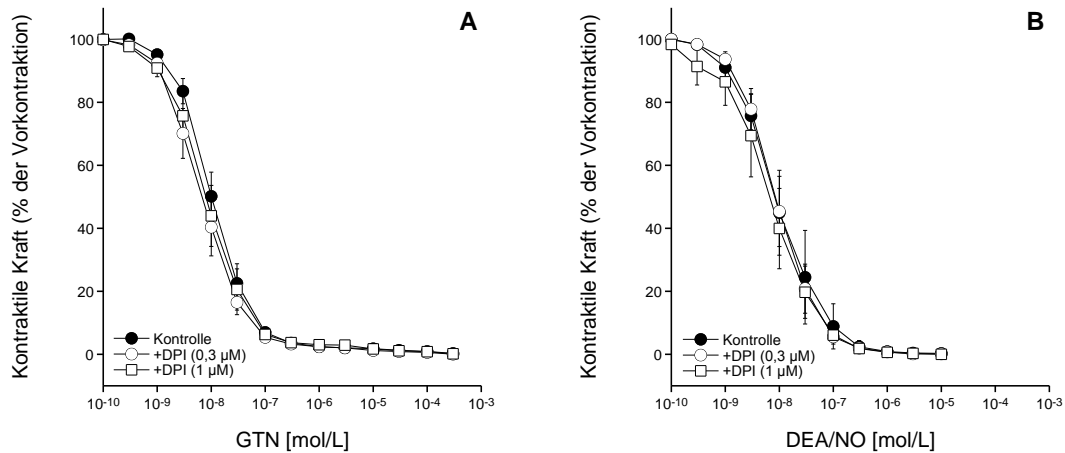 A
Kontraktile Kraft (% der Vorkontraktion)
100
80
60
40
20
0
Kontrolle
+DPI (0,3 µM)
+DPI (1 µM)
10-10
10-9
10-8
10-7
10-6
10-5
10-4
10-3
GTN [mol/L]
B
Kontraktile Kraft (% der Vorkontraktion)
100
80
60
40
20
0
Kontrolle
+DPI (0,3 µM)
+DPI (1 µM)
10-10
10-9
10-8
10-7
10-6
10-5
10-4
10-3
DEA/NO [mol/L]